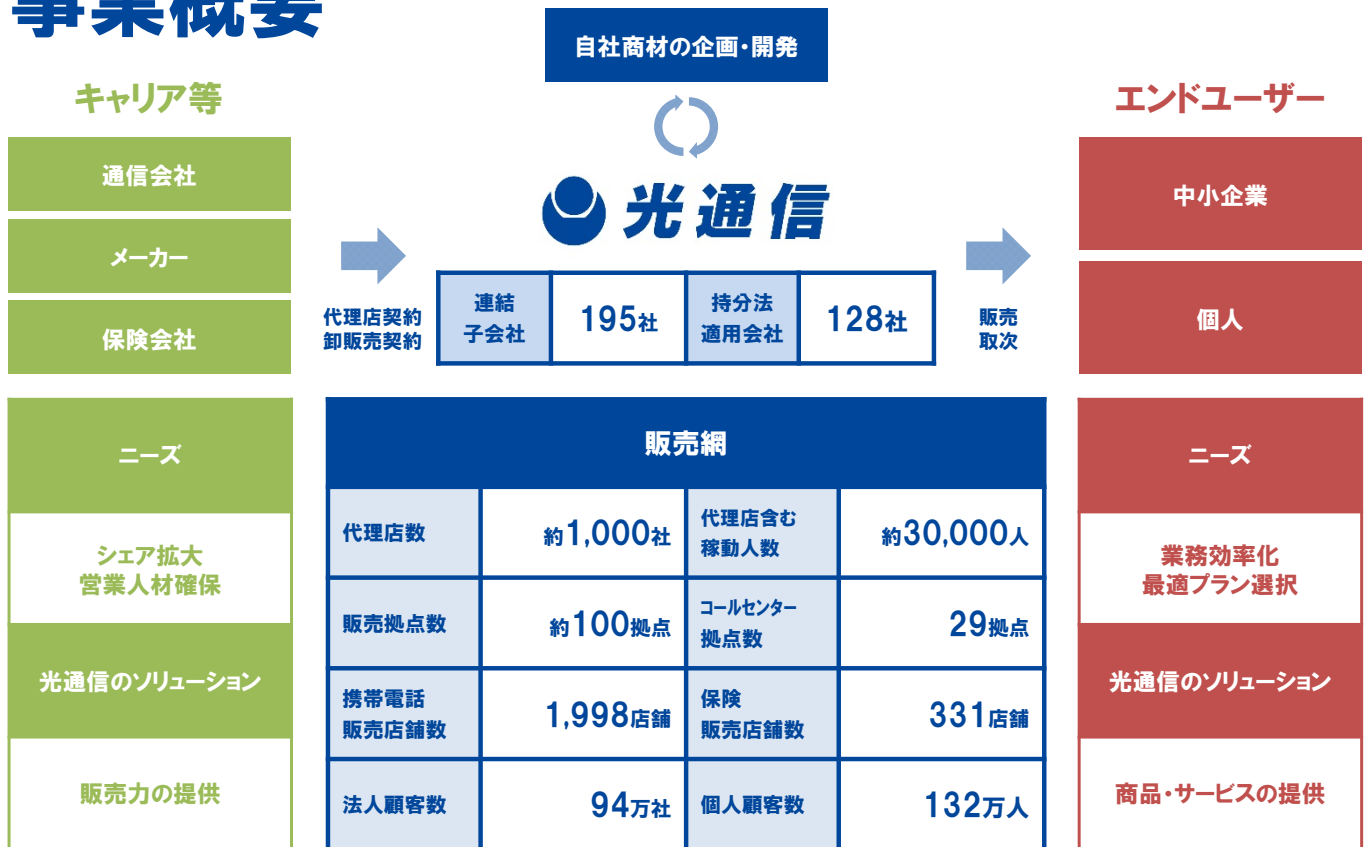 事業概要
自社商材の企画・開発
キャリア等
エンドユーザー
通信会社
メーカー
保険会社
光通信
中小企業
個人
代理店契約
卸販売契約
連結
子会社
195社
持分法
適用会社
128社
販売
取次
ニーズ
シェア拡大
営業人材確保
光通信のソリューション
販売力の提供
販売網
代理店数
約1,000社
代理店含む
稼動人数
約30,000人
販売拠点数
約100拠点
コールセンター
拠点数
29拠点
携帯電話
販売店舗数
1,998店舗
保険
販売店舗数
331店舗
法人顧客数
94万社
個人顧客数
132万人
ニーズ
業務効率化
最適プラン選択
光通信のソリューション
商品・サービスの提供